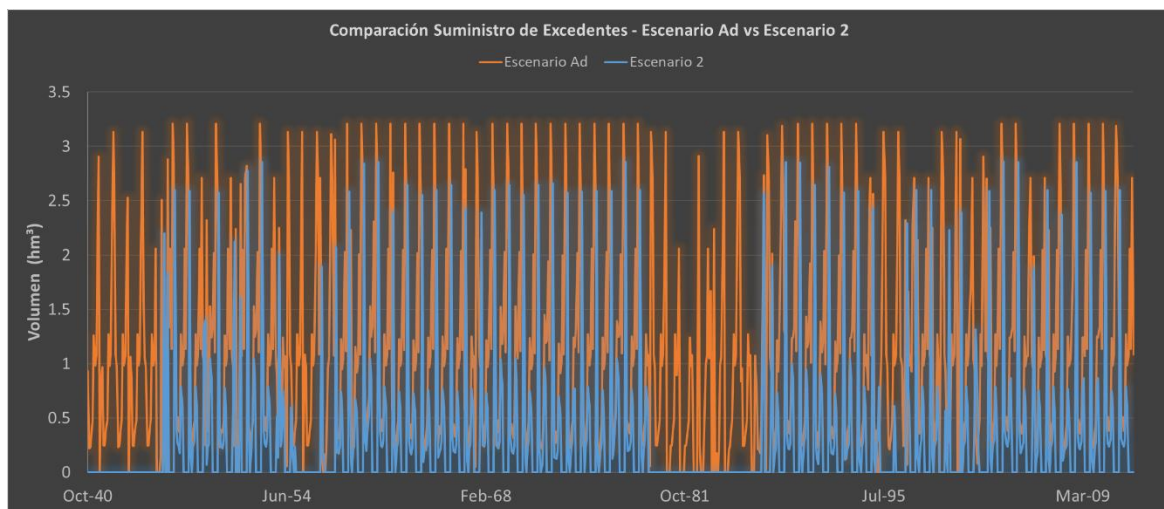 Comparación Suministro de Excedentes - Escenario Ad vs Escenario 2
Escenario Ad
Escenario 2
Volumen (hm³)
3.5
3
2.5
2
1.5
1
0.5
0
Oct-40
Jun-54
Feb-68
Oct-81
Jul-95
Mar-09